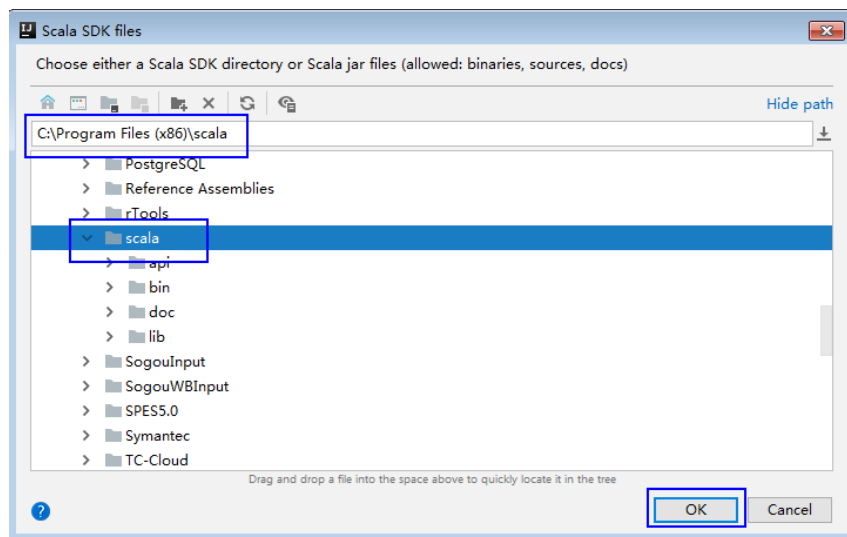 Scala SDK files
Choose either a Scala SDK directory or Scala jar files (allowed: binaries, sources, docs)
Hide path
C:\Program Files (x86)\scala
PostgreSQL
Reference Assemblies
rTools
scala
api
bin
doc
lib
SogouInput
SogouWBInput
SPES5.0
Symantec
TC-Cloud
Drag and drop a file into the space above to quickly locate it in the tree
OK Cancel